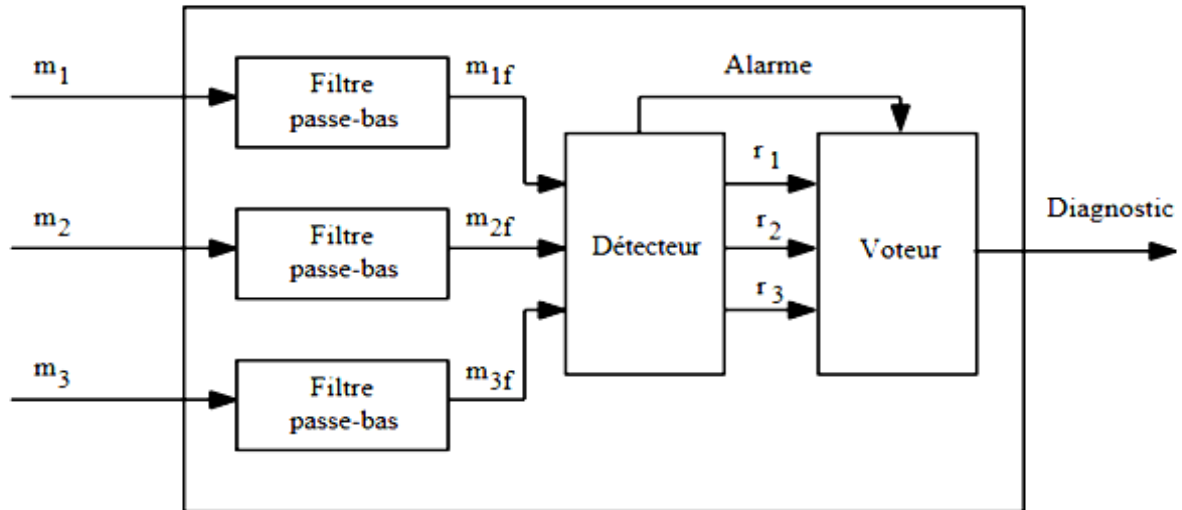 m1
Filtre
passe-bas
m1f
Alarme
m2
Filtre
passe-bas
m2f
Détecteur
r1
r2
r3
Voteur
Diagnostic
m3
Filtre
passe-bas
m3f